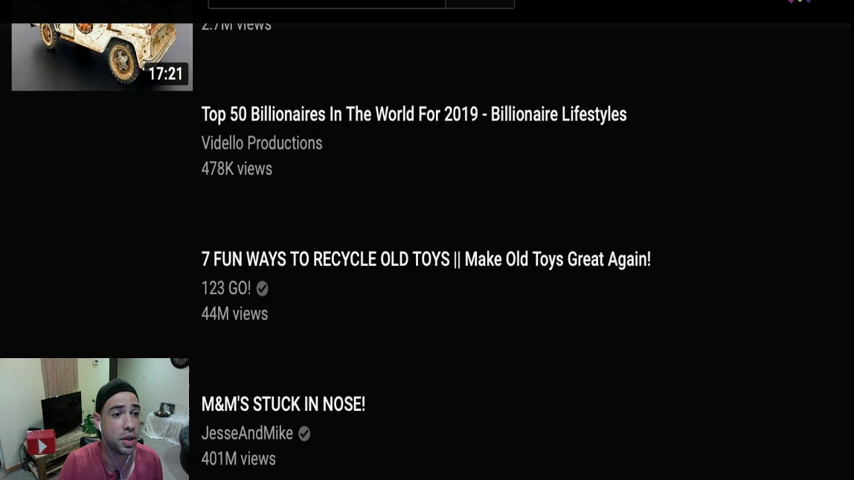 2.7M views
17:21
Top 50 Billionaires In The World For 2019 - Billionaire Lifestyles
Vidello Productions
478K views
7 FUN WAYS TO RECYCLE OLD TOYS || Make Old Toys Great Again!
123 GO!
44M views
M&M'S STUCK IN NOSE!
JesseAndMike
401M views